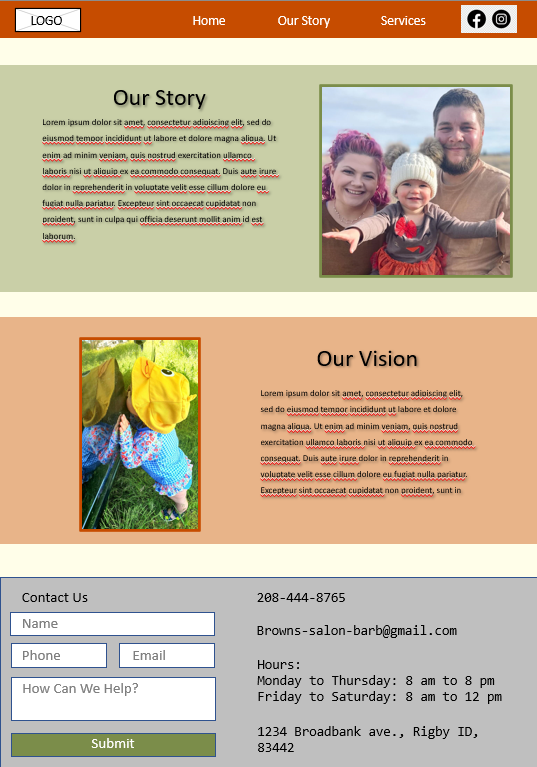 LOGO
Home
Our Story
Services
Our Story
Lorem ipsum dolor sit amet, consectetur adipiscing elit, sed do
eiusmod tempor incididunt ut labore et dolore magna aliqua. Ut
enim ad minim veniam, quis nostrud exercitation ullamco
laboris nisi ut aliquip ex ea commodo consequat. Duis aute irure
dolor in reprehenderit in voluptate velit esse cillum dolore eu
fugiat nulla pariatur. Excepteur sint occaecat cupidatat non
proident, sunt in culpa qui officia deserunt mollit anim id est
laborum.
Our Vision
Lorem ipsum dolor sit amet, consectetur adipiscing elit,
sed do eiusmod tempor incididunt ut labore et dolore
magna aliqua. Ut enim ad minim veniam, quis nostrud
exercitation ullamco laboris nisi ut aliquip ex ea commodo
consequat. Duis aute irure dolor in reprehenderit in
voluptate velit esse cillum dolore eu fugiat nulla pariatur.
Excepteur sint occaecat cupidatat non proident, sunt in
Contact Us
Name
Phone
Email
How Can We Help?
Submit
208-444-8765
Browns-salon-barb@gmail.com
Hours:
Monday to Thursday: 8 am to 8 pm
Friday to Saturday: 8 am to 12 pm
1234 Broadbank ave., Rigby ID,
83442